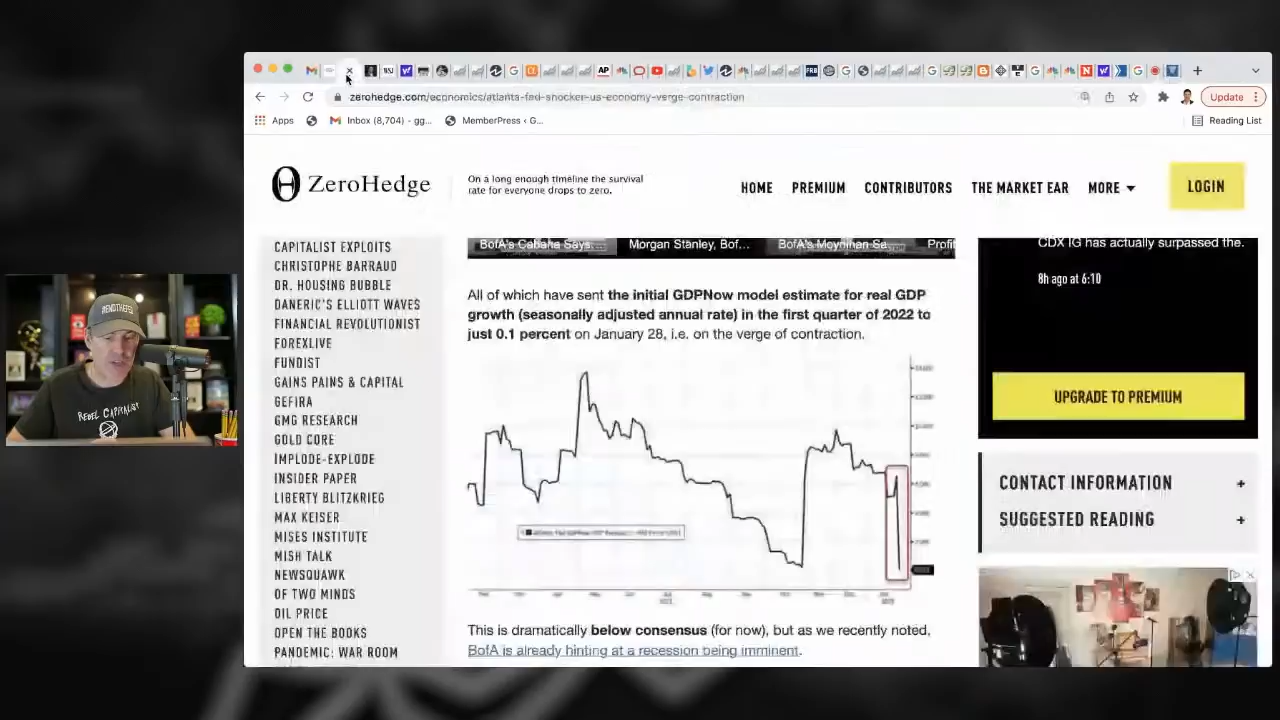 zerohedge.com/economics/atlanta-fed-shocker-us-economy-verge-contraction
Update
Apps
Inbox (8,704) - gg...
MemberPress ‹ G...
Reading List
ZeroHedge
On a long enough timeline the survival
rate for everyone drops to zero.
HOME
PREMIUM
CONTRIBUTORS
THE MARKET EAR
MORE
LOGIN
CAPITALIST EXPLOITS
CHRISTOPHE BARRAUD
DR. HOUSING BUBBLE
DANERIC'S ELLIOTT WAVES
FINANCIAL REVOLUTIONIST
FOREXLIVE
FUNDIST
GAINS PAINS & CAPITAL
GEFIRA
GMG RESEARCH
GOLD CORE
IMPLODE-EXPLODE
INSIDER PAPER
LIBERTY BLITZKRIEG
MAX KEISER
MISES INSTITUTE
MISH TALK
NEWSQUAWK
OF TWO MINDS
OIL PRICE
OPEN THE BOOKS
PANDEMIC: WAR ROOM
BofA's Cabana Says...
Morgan Stanley, Bof...
BofA's Moynihan Sa...
Profit
All of which have sent the initial GDPNow model estimate for real GDP
growth (seasonally adjusted annual rate) in the first quarter of 2022 to
just 0.1 percent on January 28, i.e. on the verge of contraction.
This is dramatically below consensus (for now), but as we recently noted,
BofA is already hinting at a recession being imminent.
CDX IG has actually surpassed the.
8h ago at 6:10
UPGRADE TO PREMIUM
CONTACT INFORMATION +
SUGGESTED READING +
REBEL CAPITALIST